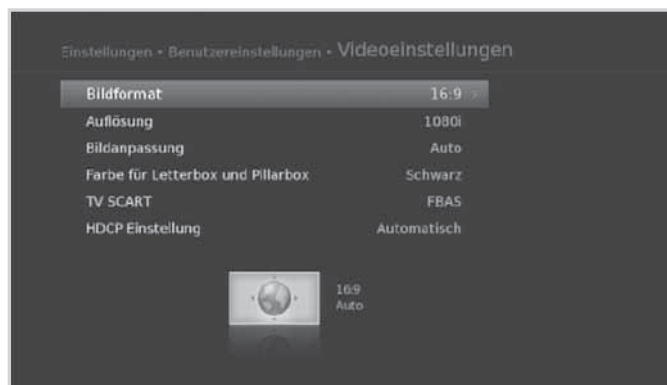 Einstellungen • Benutzereinstellungen • Videoeinstellungen
Bildformat 16:9 >
Auflösung 1080i
Bildanpassung Auto
Farbe für Letterbox und Pillarbox Schwarz
TV SCART FBAS
HDCP Einstellung Automatisch
16:9
Auto